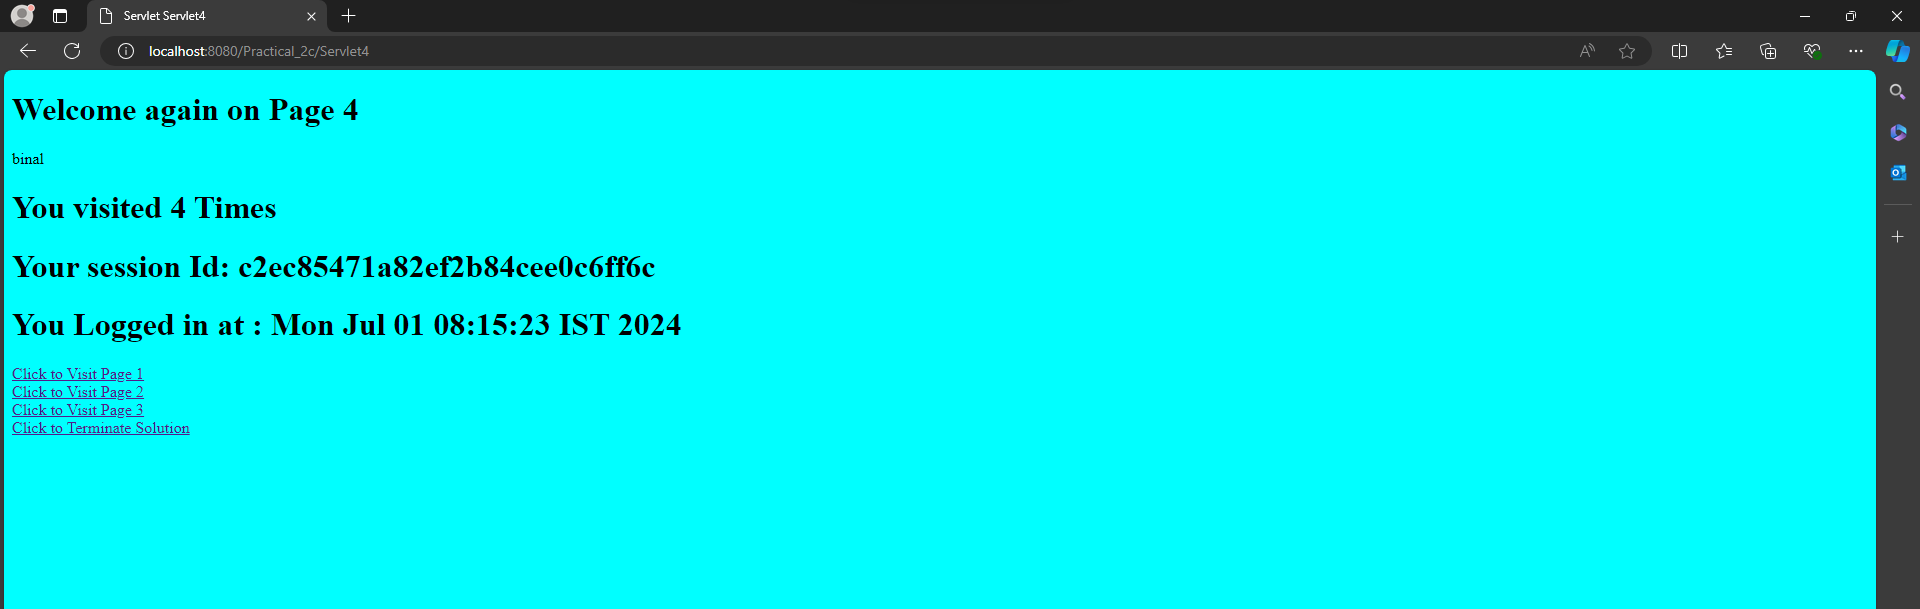 Servlet Servlet4
localhost:8080/Practical_2c/Servlet4
Welcome again on Page 4
binal
You visited 4 Times
Your session Id: c2ec85471a82ef2b84cee0c6ff6c
You Logged in at : Mon Jul 01 08:15:23 IST 2024
Click to Visit Page 1
Click to Visit Page 2
Click to Visit Page 3
Click to Terminate Solution